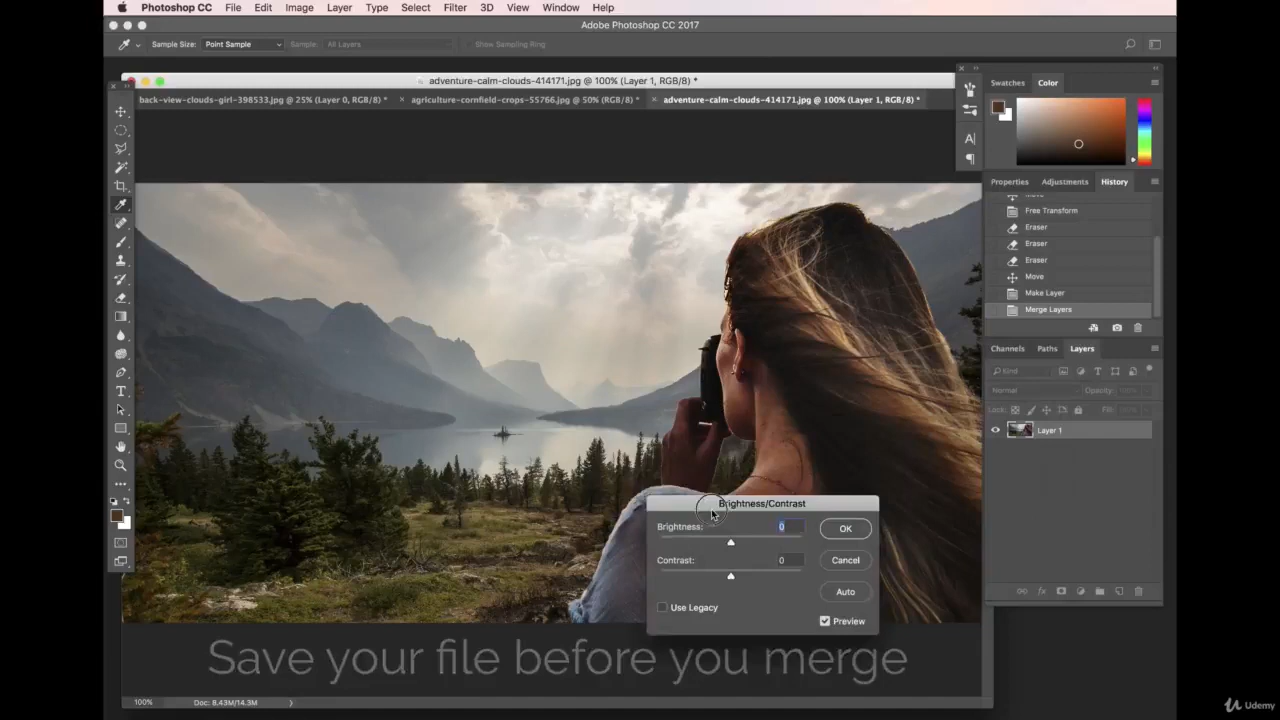 Photoshop CC File Edit Image Layer Type Select Filter 3D View Window Help
Adobe Photoshop CC 2017
Sample Size: Point Sample Sample: All Layers Show Sampling Ring
adventure-calm-clouds-414171.jpg @ 100% (Layer 1, RGB/8) *
back-view-clouds-girl-398533.jpg @ 25% (Layer 0, RGB/8) * agriculture-cornfield-crops-55766.jpg @ 50% (RGB/8) * adventure-calm-clouds-414171.jpg @ 100% (Layer 1, RGB/8) *
Swatches Color
Properties Adjustments History
Move
Free Transform
Eraser
Eraser
Eraser
Move
Make Layer
Merge Layers
Channels Paths Layers
Kind
Normal Opacity: 100%
Lock: Fill:
Layer 1
Brightness/Contrast
Brightness: 0 OK
Contrast: 0 Cancel
Auto
Use Legacy
Preview
Save your file before you merge
100% Doc: 8.43M/14.3M
Udemy